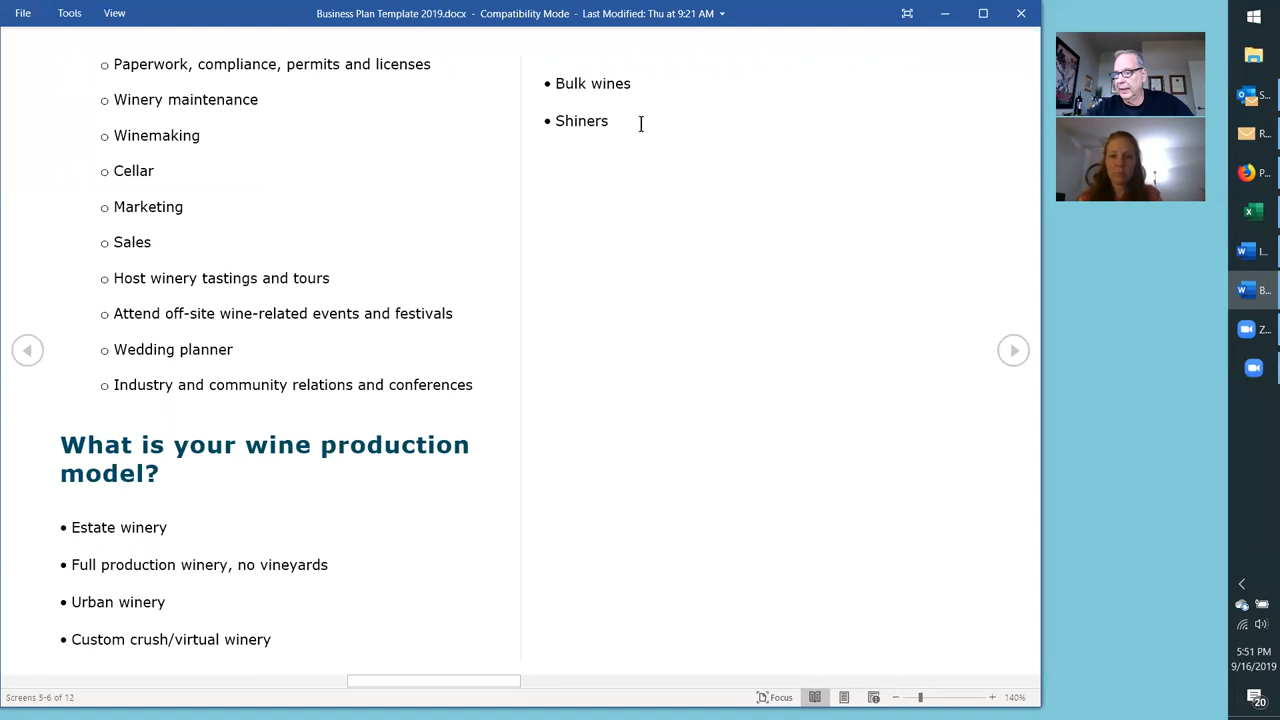 File Tools View Business Plan Template 2019.docx - Compatibility Mode - Last Modified: Thu at 9:21 AM
o Paperwork, compliance, permits and licenses
o Winery maintenance
o Winemaking
o Cellar
o Marketing
o Sales
o Host winery tastings and tours
o Attend off-site wine-related events and festivals
o Wedding planner
o Industry and community relations and conferences
What is your wine production
model?
• Estate winery
• Full production winery, no vineyards
• Urban winery
• Custom crush/virtual winery
• Bulk wines
• Shiners
Screens 5-6 of 12
Focus
140%
S...
R...
P...
I...
B...
Z...
5:51 PM
9/16/2019
20